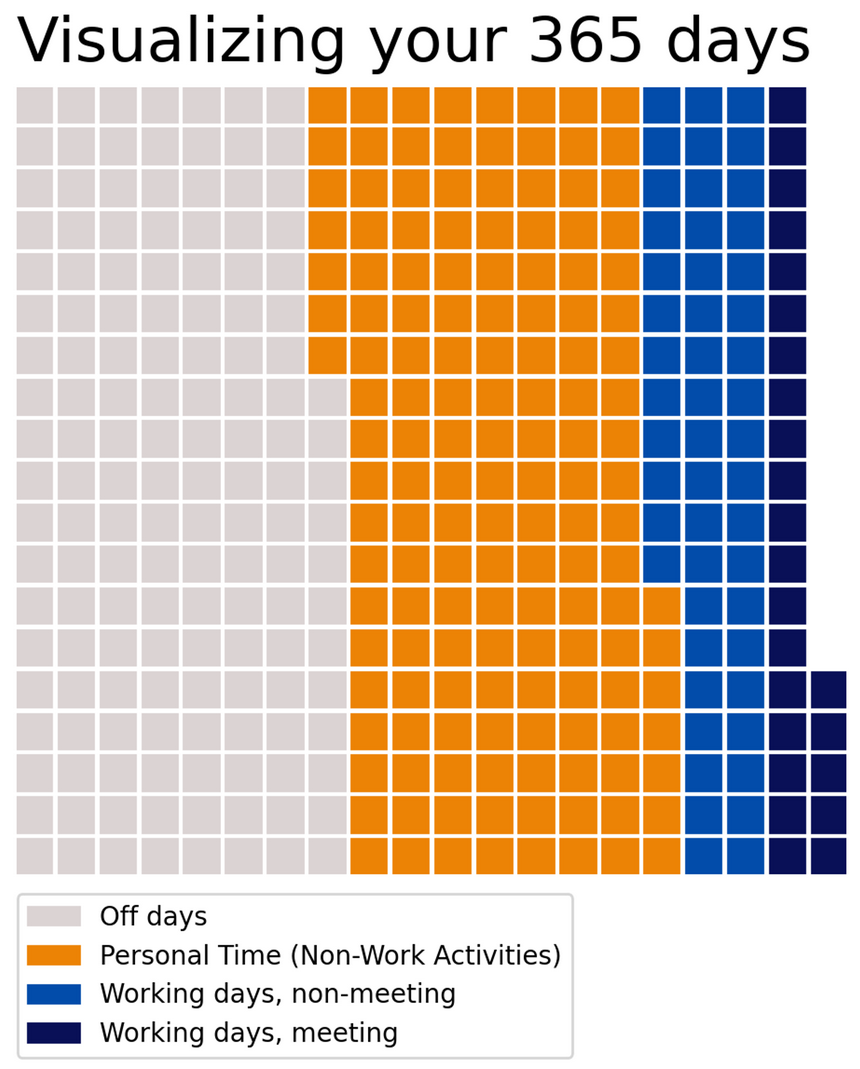 Visualizing your 365 days
Off days
Personal Time (Non-Work Activities)
Working days, non-meeting
Working days, meeting